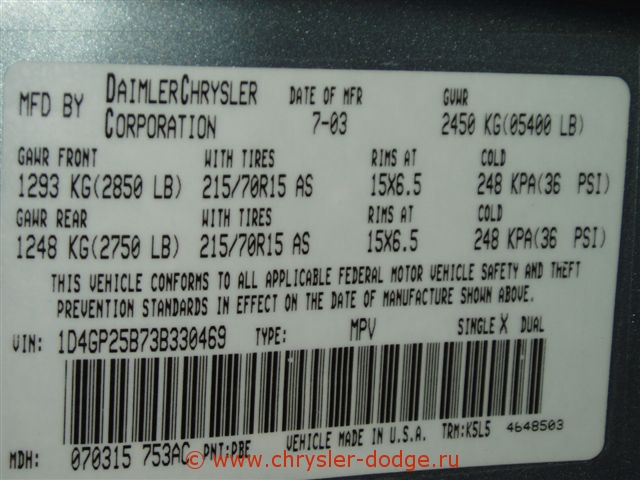 MFD BY DAIMLERCHRYSLER CORPORATION DATE OF MFR 7-03 GVWR 2450 KG(05400 LB)
GAWR FRONT WITH TIRES RIMS AT COLD
1293 KG(2850 LB) 215/70R15 AS 15X6.5 248 KPA(36 PSI)
GAWR REAR WITH TIRES RIMS AT COLD
1248 KG(2750 LB) 215/70R15 AS 15X6.5 248 KPA(36 PSI)
THIS VEHICLE CONFORMS TO ALL APPLICABLE FEDERAL MOTOR VEHICLE SAFETY AND THEFT
PREVENTION STANDARDS IN EFFECT ON THE DATE OF MANUFACTURE SHOWN ABOVE.
VIN: 1D4GP25B73B330469 TYPE: MPV SINGLE X DUAL
MDH: 070315 753AC PNT:PBE VEHICLE MADE IN U.S.A. TRM:K5L5 4648503
© www.chrysler-dodge.ru